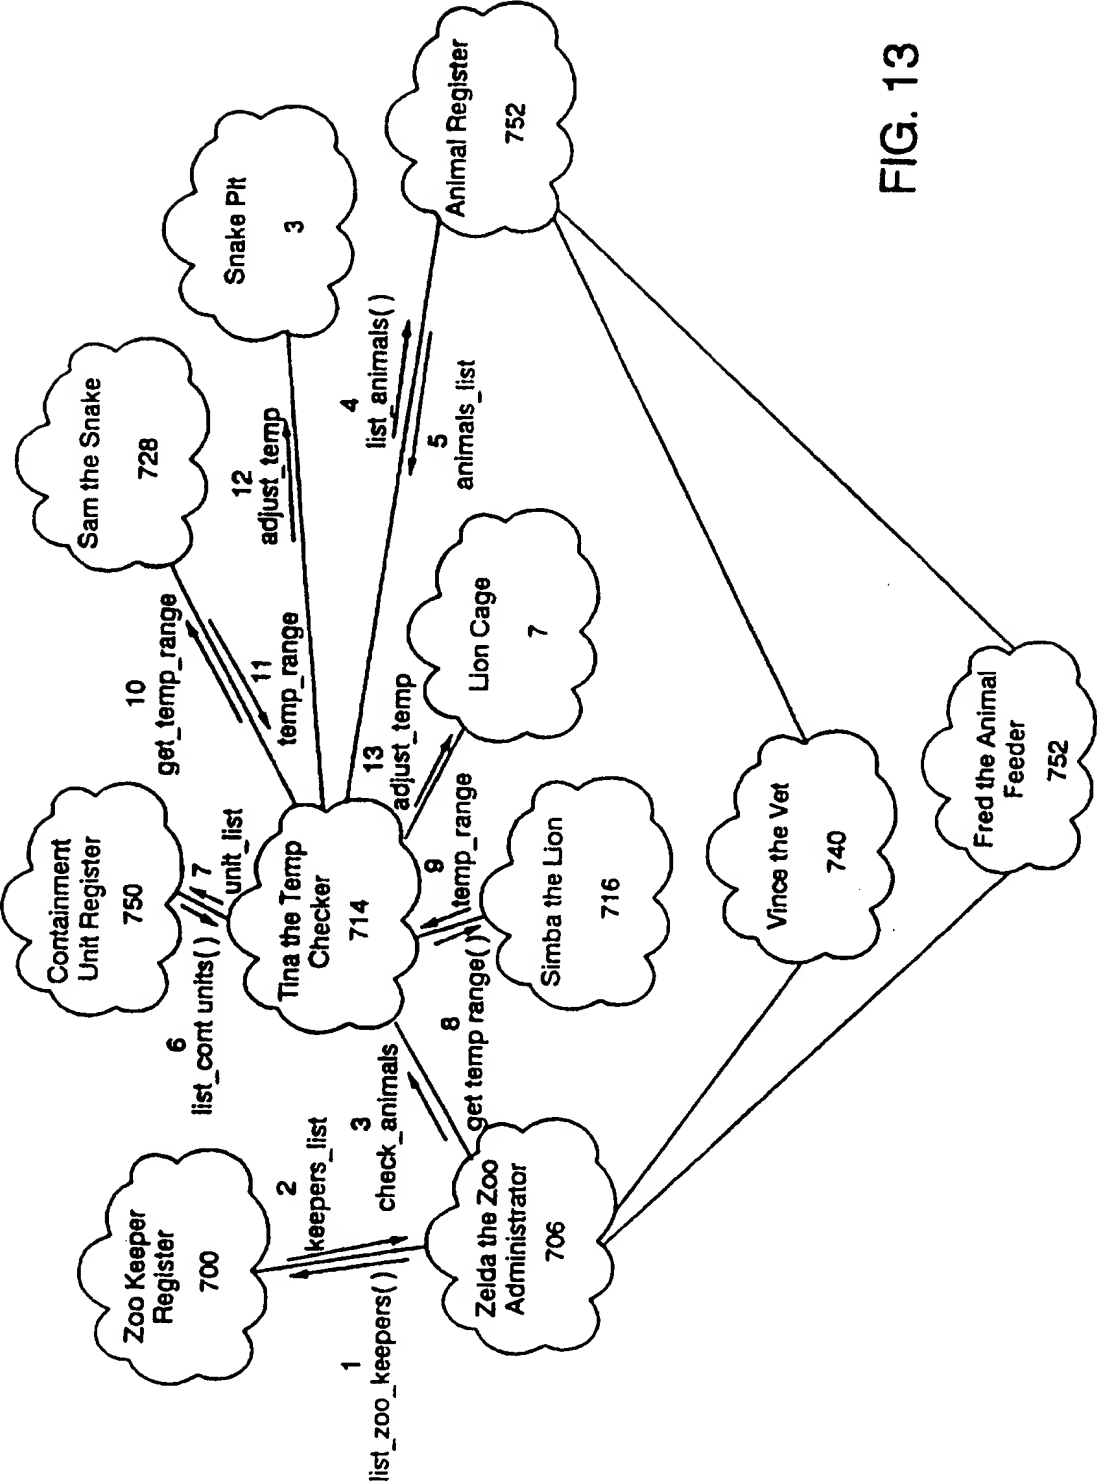 Zoo Keeper
Register
700
1
list_zoo_keepers()
2
keepers_list
Zelda the Zoo
Administrator
706
3
check_animals
Containment
Unit Register
750
6
list_cont units()
7
unit_list
Tina the Temp
Checker
714
8
get temp range()
9
temp_range
Simba the Lion
716
10
get_temp_range
11
temp_range
Sam the Snake
728
12
adjust_temp
Snake Pit
3
13
adjust_temp
Lion Cage
7
4
list_animals()
5
animals_list
Animal Register
752
Vince the Vet
740
Fred the Animal
Feeder
752
FIG. 13